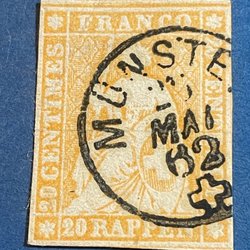 FRANCO
20 CENTIMES
20 RAPPEN
MÜNSTE
MAI
62